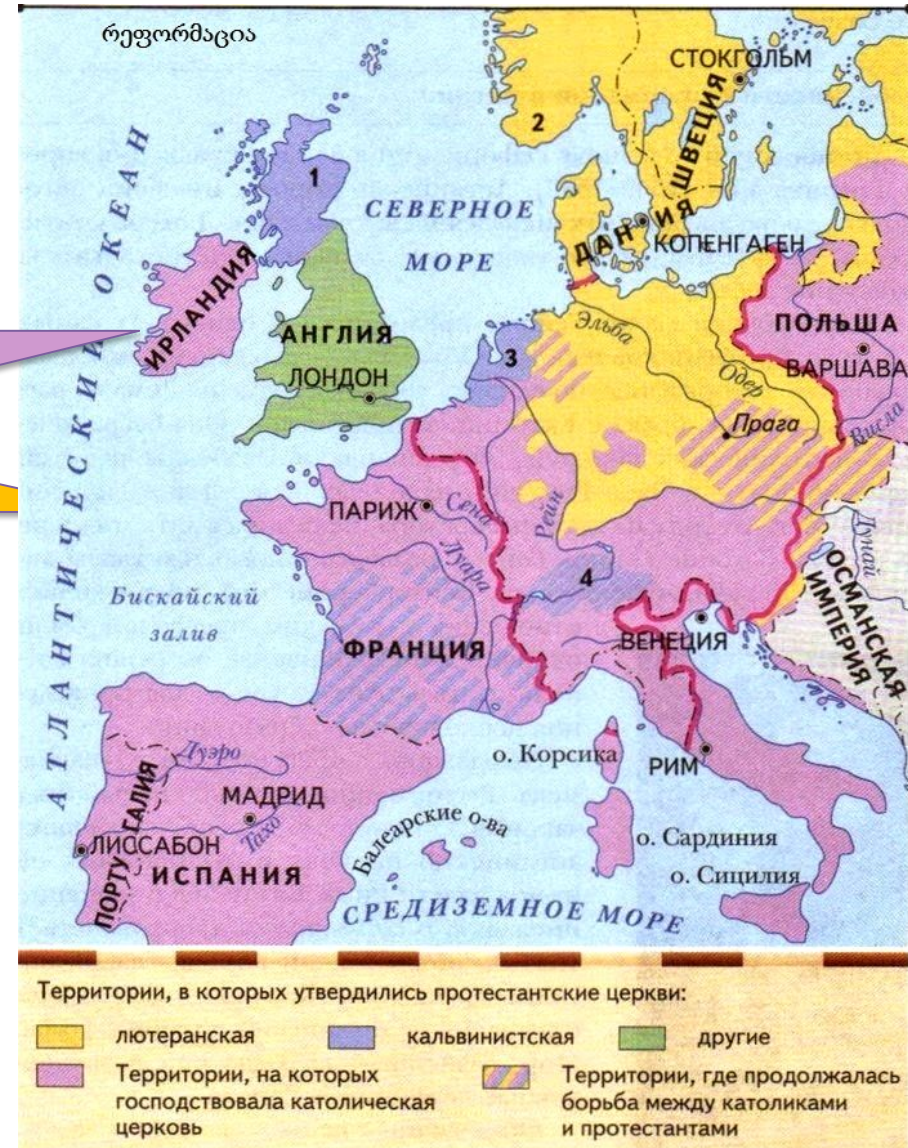 რეფორმაცია
СТОКГОЛЬМ
ШВЕЦИЯ
2
1
АТЛАНТИЧЕСКИЙ ОКЕАН
СЕВЕРНОЕ
МОРЕ
ДАНИЯ
КОПЕНГАГЕН
ИРЛАНДИЯ
АНГЛИЯ
ЛОНДОН
3
Эльба
Одер
ПОЛЬША
ВАРШАВА
Висла
Прага
ПАРИЖ
Сена
Рейн
Луара
Дунай
4
ОСМАНСКАЯ
ИМПЕРИЯ
Бискайский
залив
ФРАНЦИЯ
ВЕНЕЦИЯ
о. Корсика
РИМ
Дуэро
МАДРИД
Тахо
ПОРТУГАЛИЯ
ЛИССАБОН
ИСПАНИЯ
Балеарские о-ва
о. Сардиния
о. Сицилия
СРЕДИЗЕМНОЕ МОРЕ
Территории, в которых утвердились протестантские церкви:
лютеранская
кальвинистская
другие
Территории, на которых
господствовала католическая
церковь
Территории, где продолжалась
борьба между католиками
и протестантами